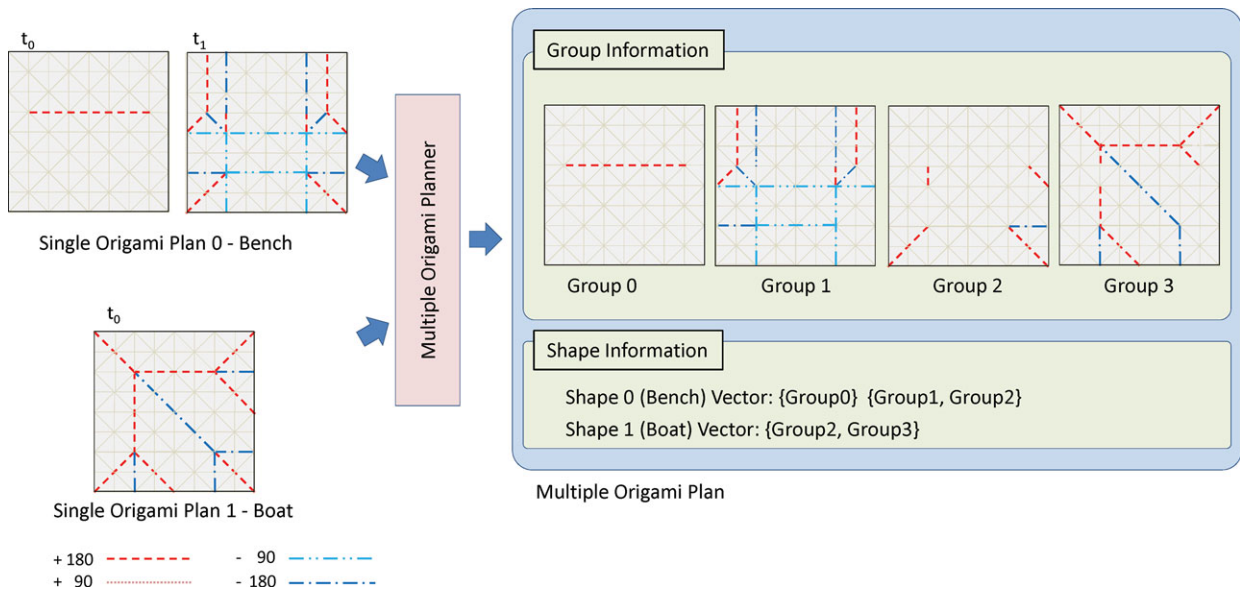 t0
t1
Single Origami Plan 0 - Bench
t0
Single Origami Plan 1 - Boat
+ 180
+ 90
- 90
- 180
Multiple Origami Planner
Group Information
Group 0
Group 1
Group 2
Group 3
Shape Information
Shape 0 (Bench) Vector: {Group0} {Group1, Group2}
Shape 1 (Boat) Vector: {Group2, Group3}
Multiple Origami Plan